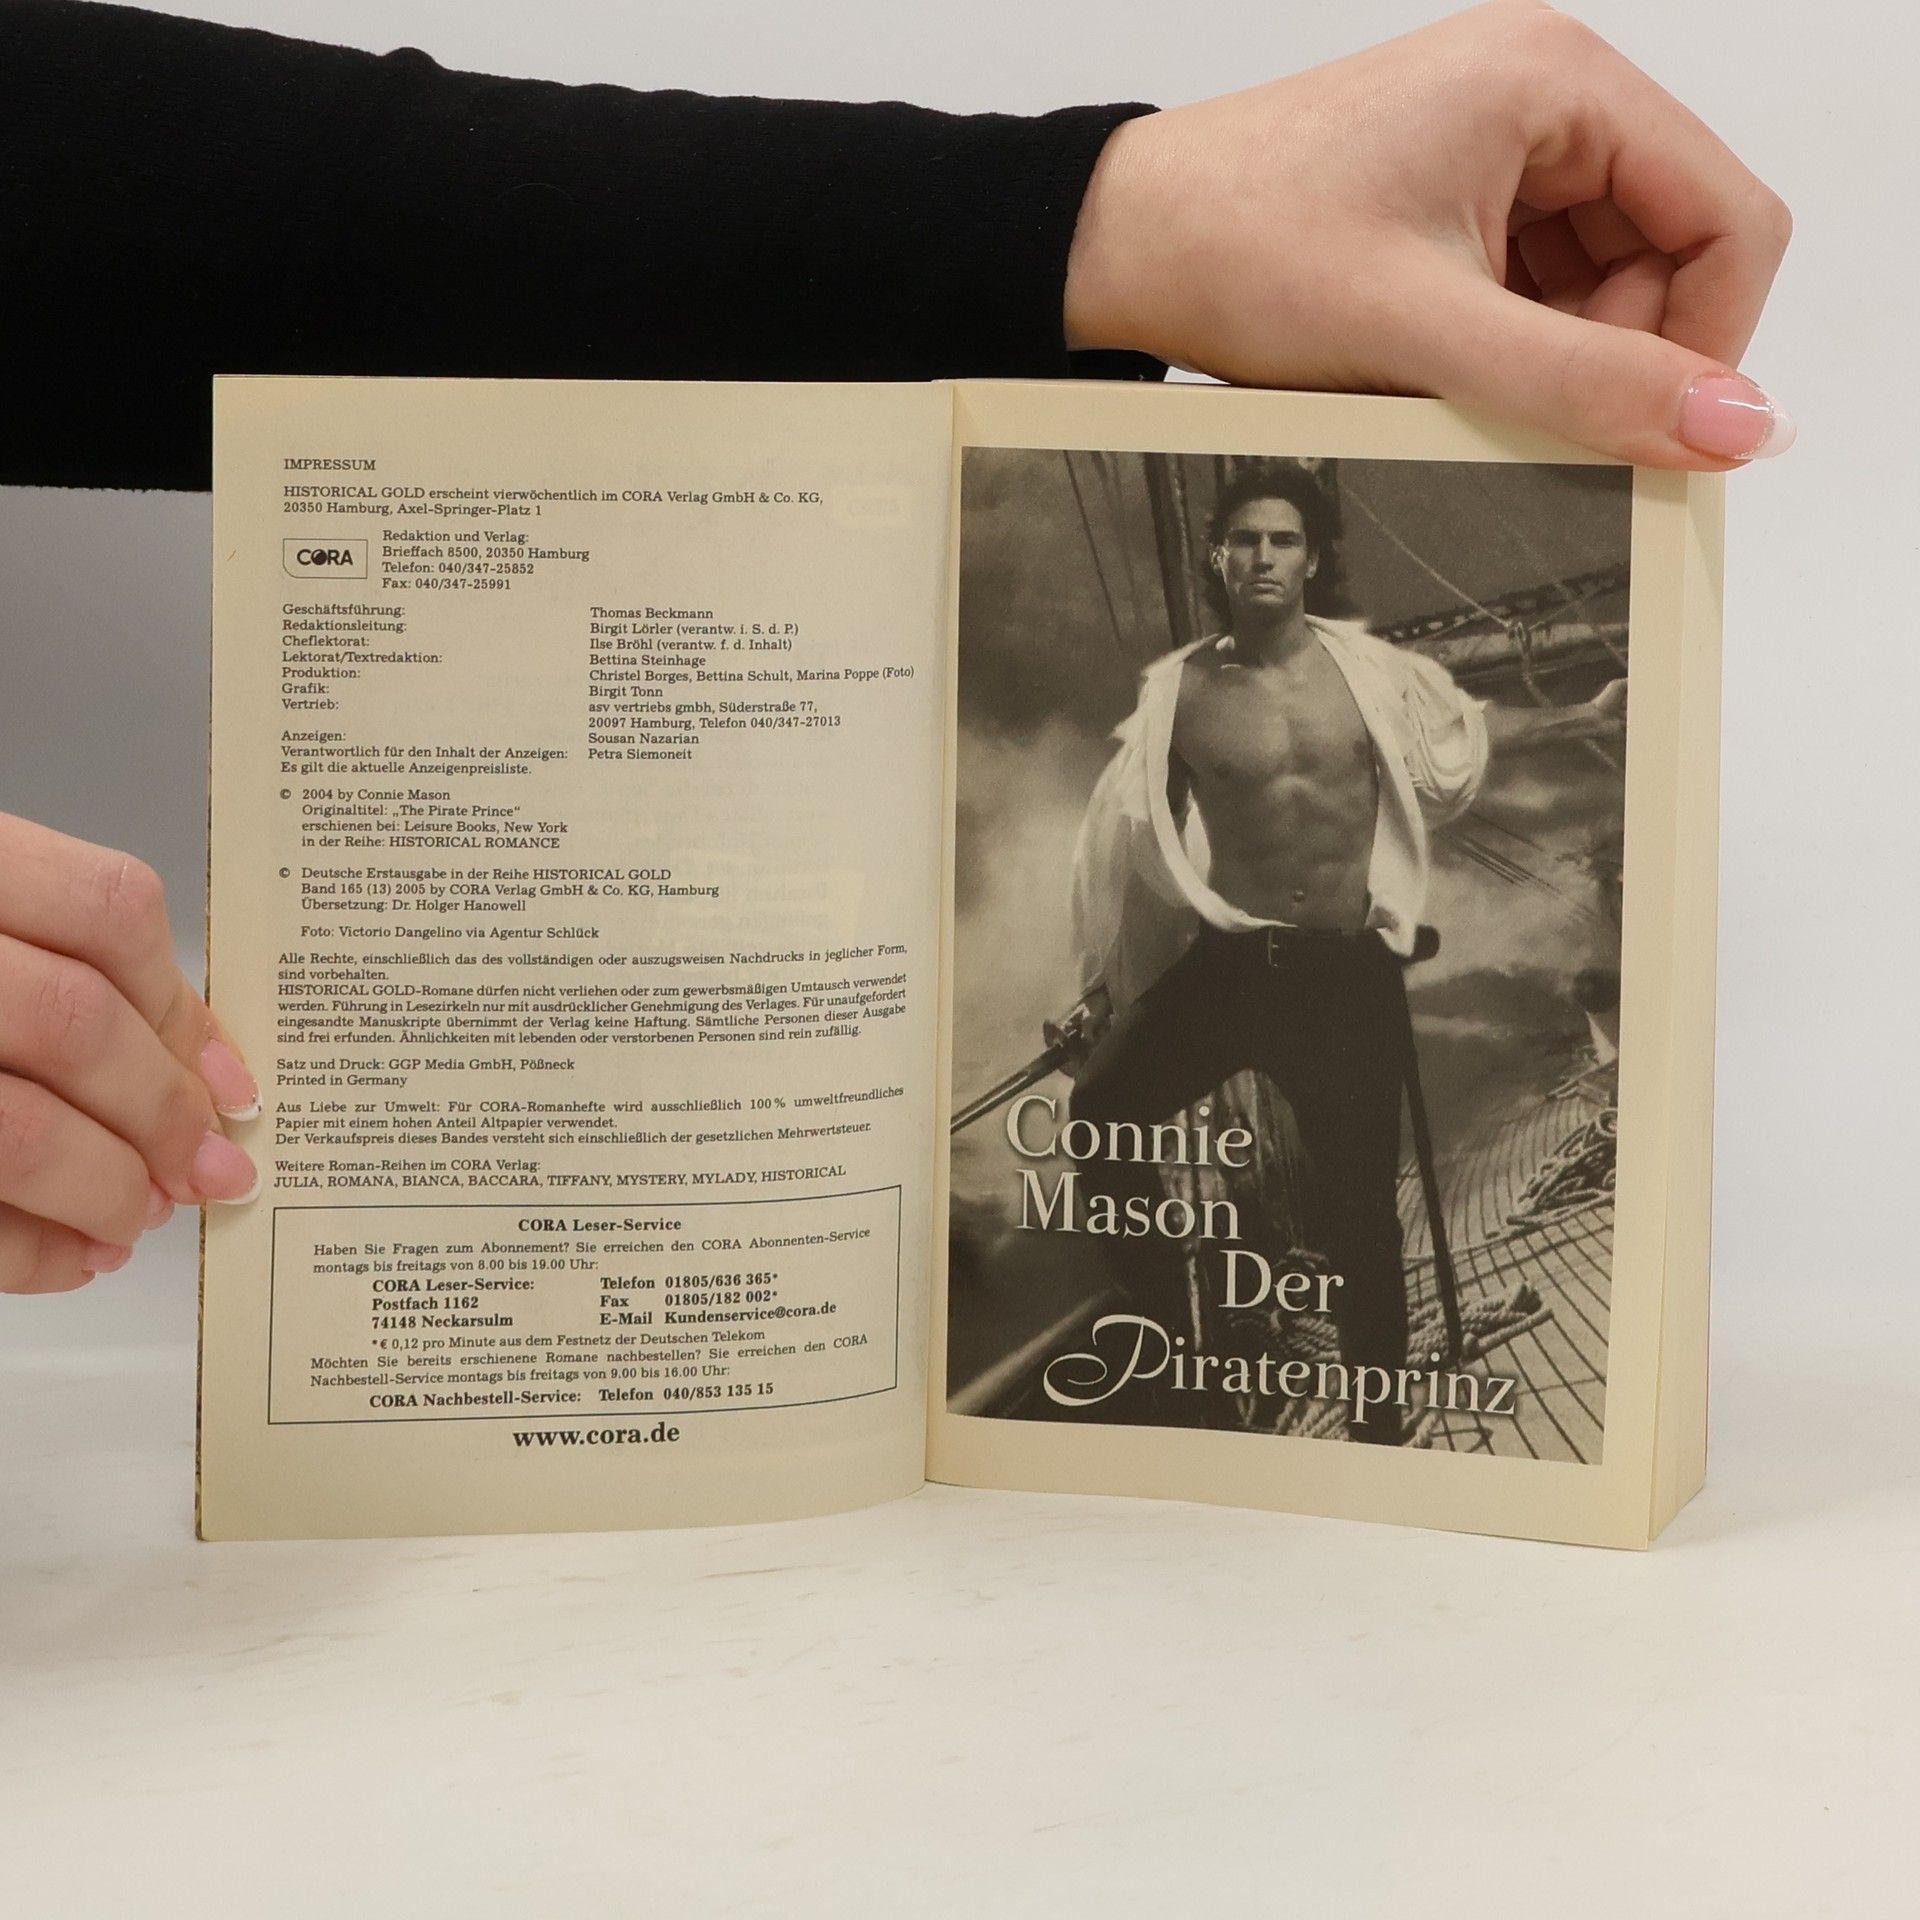 IMPRESSUM
HISTORICAL GOLD erscheint vierwöchentlich im CORA Verlag GmbH & Co. KG,
20350 Hamburg, Axel-Springer-Platz 1
CORA
Redaktion und Verlag:
Brieffach 8500, 20350 Hamburg
Telefon: 040/347-25852
Fax: 040/347-25991
Geschäftsführung: Thomas Beckmann
Redaktionsleitung: Birgit Lörler (verantw. i. S. d. P.)
Cheflektorat: Ilse Bröhl (verantw. f. d. Inhalt)
Lektorat/Textredaktion: Bettina Steinhage
Produktion: Christel Borges, Bettina Schult, Marina Poppe (Foto)
Grafik: Birgit Tonn
Vertrieb: asv vertriebs gmbh, Süderstraße 77,
20097 Hamburg, Telefon 040/347-27013
Anzeigen: Sousan Nazarian
Verantwortlich für den Inhalt der Anzeigen: Petra Siemoneit
Es gilt die aktuelle Anzeigenpreisliste.
© 2004 by Connie Mason
Originaltitel: „The Pirate Prince“
erschienen bei: Leisure Books, New York
in der Reihe: HISTORICAL ROMANCE
© Deutsche Erstausgabe in der Reihe HISTORICAL GOLD
Band 165 (13) 2005 by CORA Verlag GmbH & Co. KG, Hamburg
Übersetzung: Dr. Holger Hanowell
Foto: Victorio Dangelino via Agentur Schlück
Alle Rechte, einschließlich das des vollständigen oder auszugsweisen Nachdrucks in jeglicher Form,
sind vorbehalten.
HISTORICAL GOLD-Romane dürfen nicht verliehen oder zum gewerbsmäßigen Umtausch verwendet
werden. Führung in Lesezirkeln nur mit ausdrücklicher Genehmigung des Verlages. Für unaufgefordert
eingesandte Manuskripte übernimmt der Verlag keine Haftung. Sämtliche Personen dieser Ausgabe
sind frei erfunden. Ähnlichkeiten mit lebenden oder verstorbenen Personen sind rein zufällig.
Satz und Druck: GGP Media GmbH, Pößneck
Printed in Germany
Aus Liebe zur Umwelt: Für CORA-Romanhefte wird ausschließlich 100 % umweltfreundliches
Papier mit einem hohen Anteil Altpapier verwendet.
Der Verkaufspreis dieses Bandes versteht sich einschließlich der gesetzlichen Mehrwertsteuer.
Weitere Roman-Reihen im CORA Verlag:
JULIA, ROMANA, BIANCA, BACCARA, TIFFANY, MYSTERY, MYLADY, HISTORICAL
CORA Leser-Service
Haben Sie Fragen zum Abonnement? Sie erreichen den CORA Abonnenten-Service
montags bis freitags von 8.00 bis 19.00 Uhr:
CORA Leser-Service: Telefon 01805/636 365*
Postfach 1162 Fax 01805/182 002*
74148 Neckarsulm E-Mail Kundenservice@cora.de
*€ 0,12 pro Minute aus dem Festnetz der Deutschen Telekom
Möchten Sie bereits erschienene Romane nachbestellen? Sie erreichen den CORA
Nachbestell-Service montags bis freitags von 9.00 bis 16.00 Uhr:
CORA Nachbestell-Service: Telefon 040/853 135 15
www.cora.de
Connie
Mason
Der
Piratenprinz